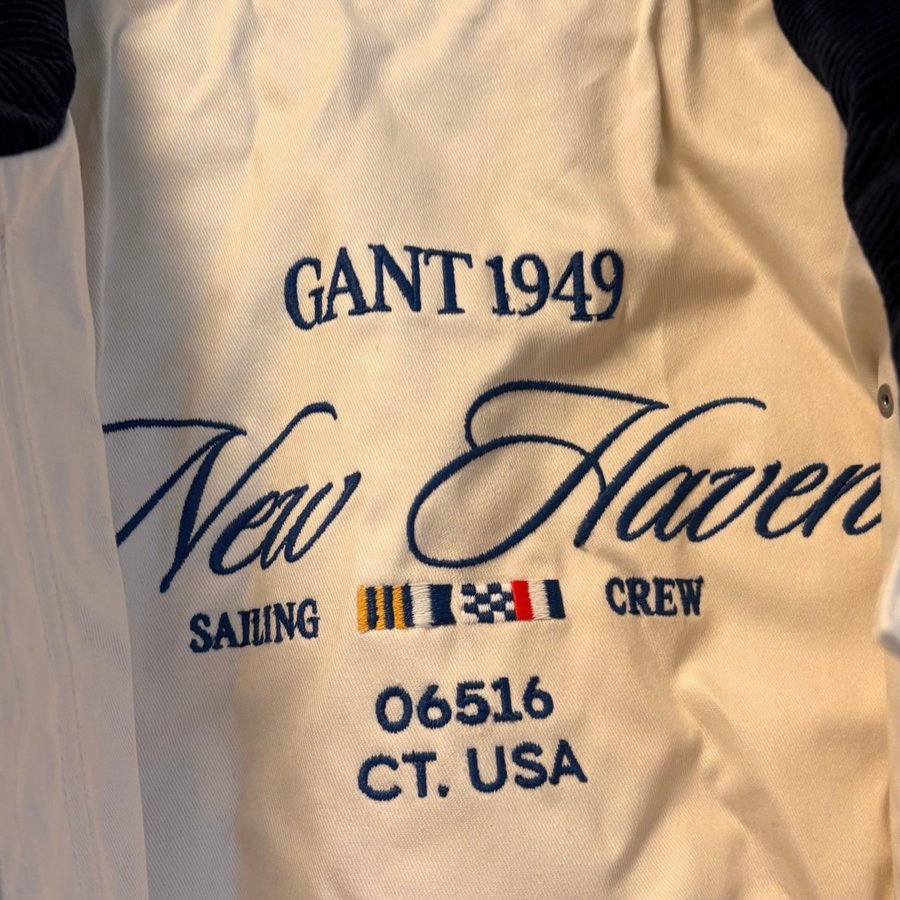 GANT 1949
New Haven
SAILING CREW
06516
CT. USA